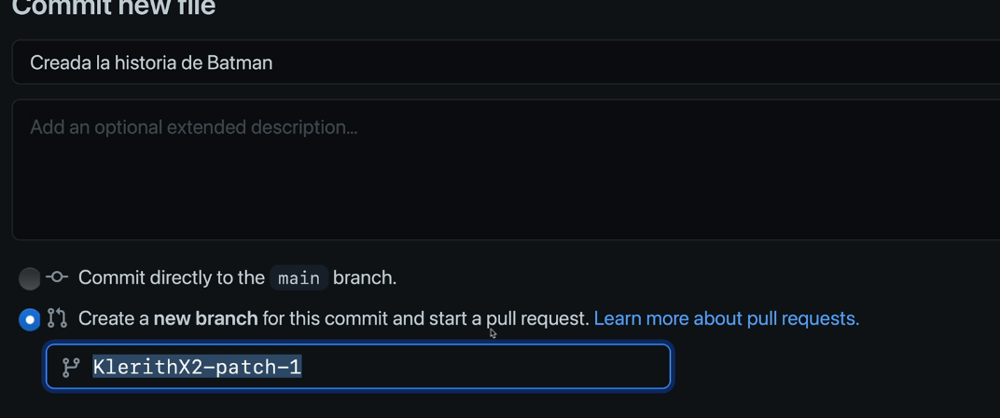 Commit new file
Creada la historia de Batman
Add an optional extended description...
Commit directly to the main branch.
Create a new branch for this commit and start a pull request. Learn more about pull requests.
KlerithX2-patch-1